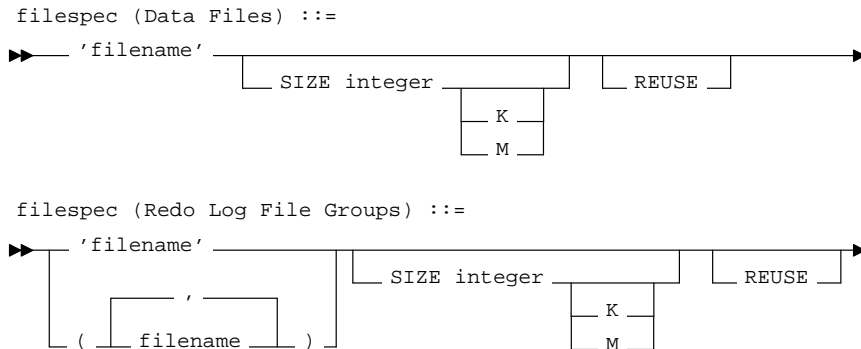 filespec (Data Files) ::=
'filename'
SIZE integer
REUSE
K
M
filespec (Redo Log File Groups) ::=
'filename'
SIZE integer
REUSE
,
K
( filename )
M